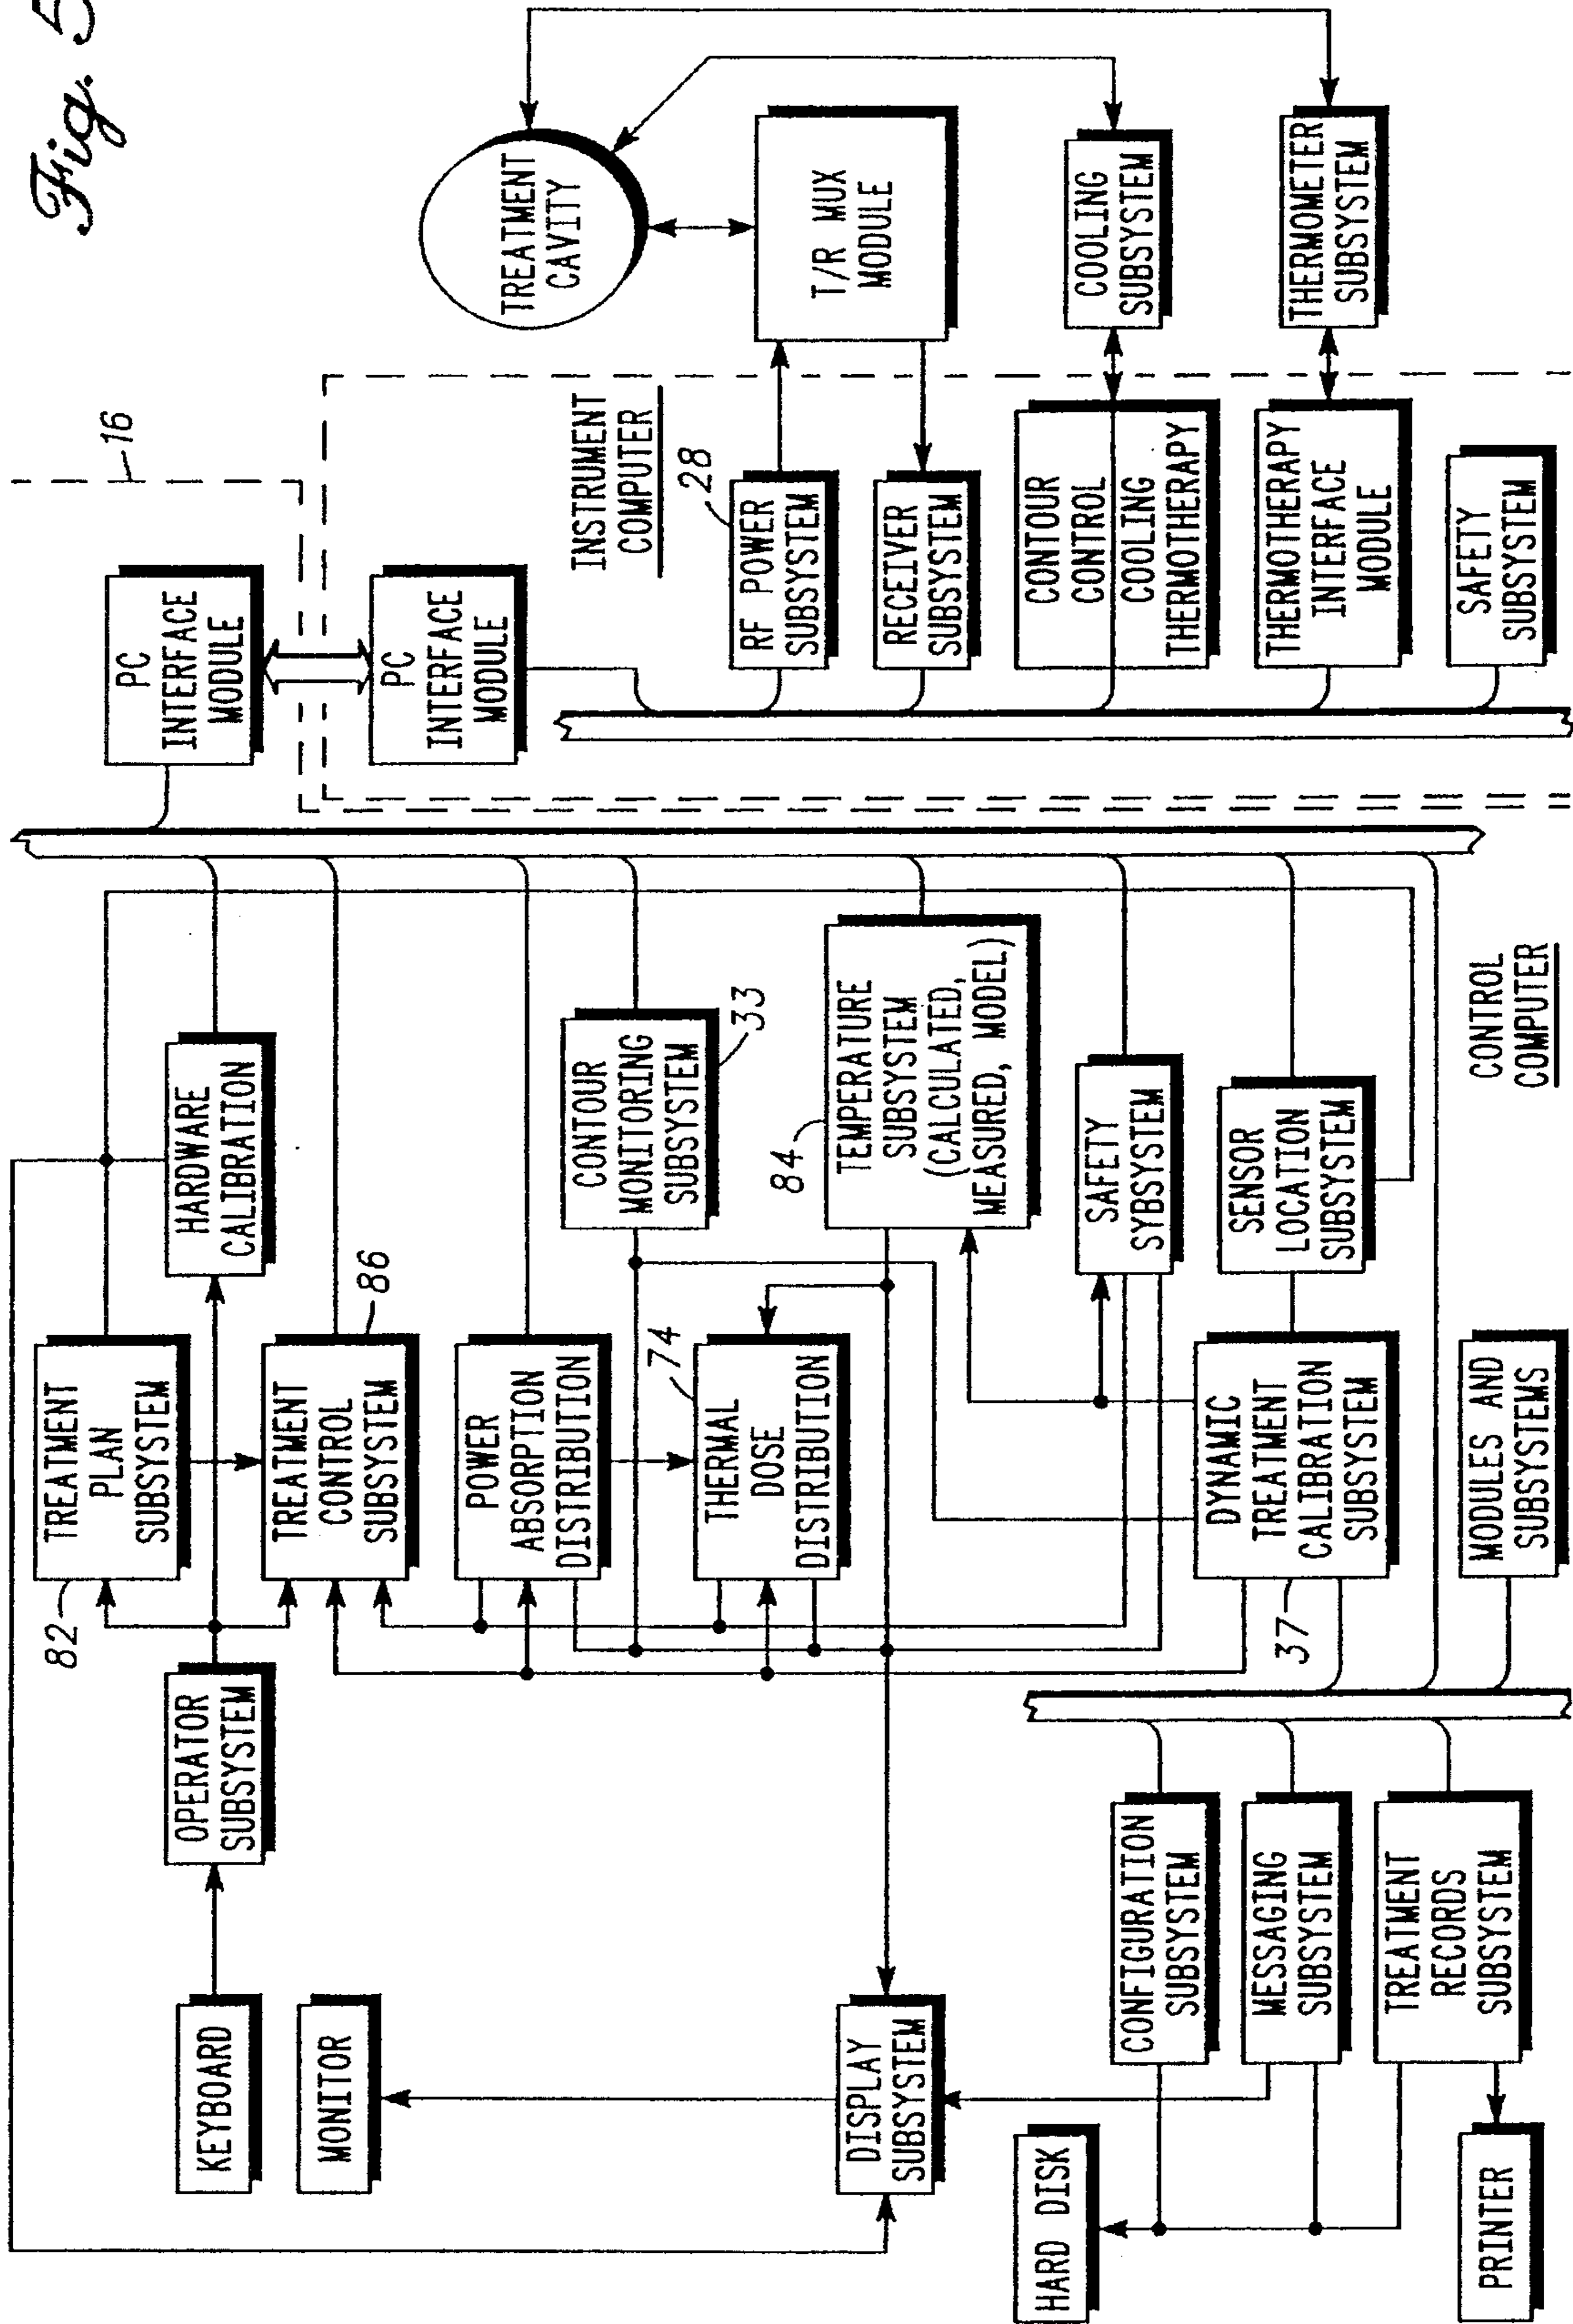 Fig. 5
KEYBOARD
MONITOR
OPERATOR
SUBSYSTEM
82
TREATMENT
PLAN
SUBSYSTEM
HARDWARE
CALIBRATION
TREATMENT
CONTROL
SUBSYSTEM
86
POWER
ABSORPTION
DISTRIBUTION
CONTOUR
MONITORING
SUBSYSTEM
33
74
THERMAL
DOSE
DISTRIBUTION
84
TEMPERATURE
SUBSYSTEM
(CALCULATED,
MEASURED, MODEL)
DISPLAY
SUBSYSTEM
SAFETY
SYBSYSTEM
SENSOR
LOCATION
SUBSYSTEM
DYNAMIC
TREATMENT
CALIBRATION
SUBSYSTEM
37
MODULES AND
SUBSYSTEMS
CONTROL
COMPUTER
HARD DISK
CONFIGURATION
SUBSYSTEM
MESSAGING
SUBSYSTEM
TREATMENT
RECORDS
SUBSYSTEM
PRINTER
PC
INTERFACE
MODULE
16
PC
INTERFACE
MODULE
INSTRUMENT
COMPUTER
28
RF POWER
SUBSYSTEM
RECEIVER
SUBSYSTEM
CONTOUR
CONTROL
COOLING
THERMOTHERAPY
THERMOTHERAPY
INTERFACE
MODULE
SAFETY
SUBSYSTEM
TREATMENT
CAVITY
T/R MUX
MODULE
COOLING
SUBSYSTEM
THERMOMETER
SUBSYSTEM